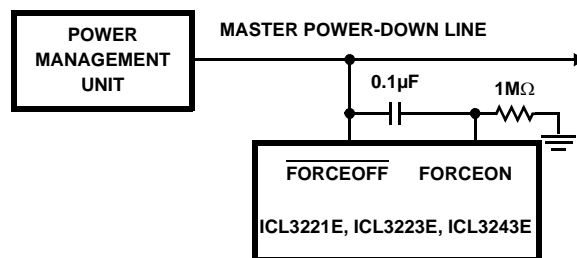 POWER
MANAGEMENT
UNIT
MASTER POWER-DOWN LINE
0.1µF
1MΩ
FORCEOFF FORCEON
ICL3221E, ICL3223E, ICL3243E